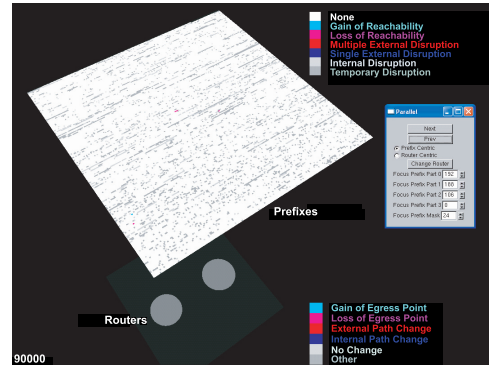 None
Gain of Reachability
Loss of Reachability
Multiple External Disruption
Single External Disruption
Internal Disruption
Temporary Disruption
Parallel
Next
Prev
Prefix Centric
Router Centric
Change Router
Focus Prefix Part 0 192
Focus Prefix Part 1 168
Focus Prefix Part 2 106
Focus Prefix Part 3 0
Focus Prefix Mask 24
Prefixes
Routers
Gain of Egress Point
Loss of Egress Point
External Path Change
Internal Path Change
No Change
Other
90000